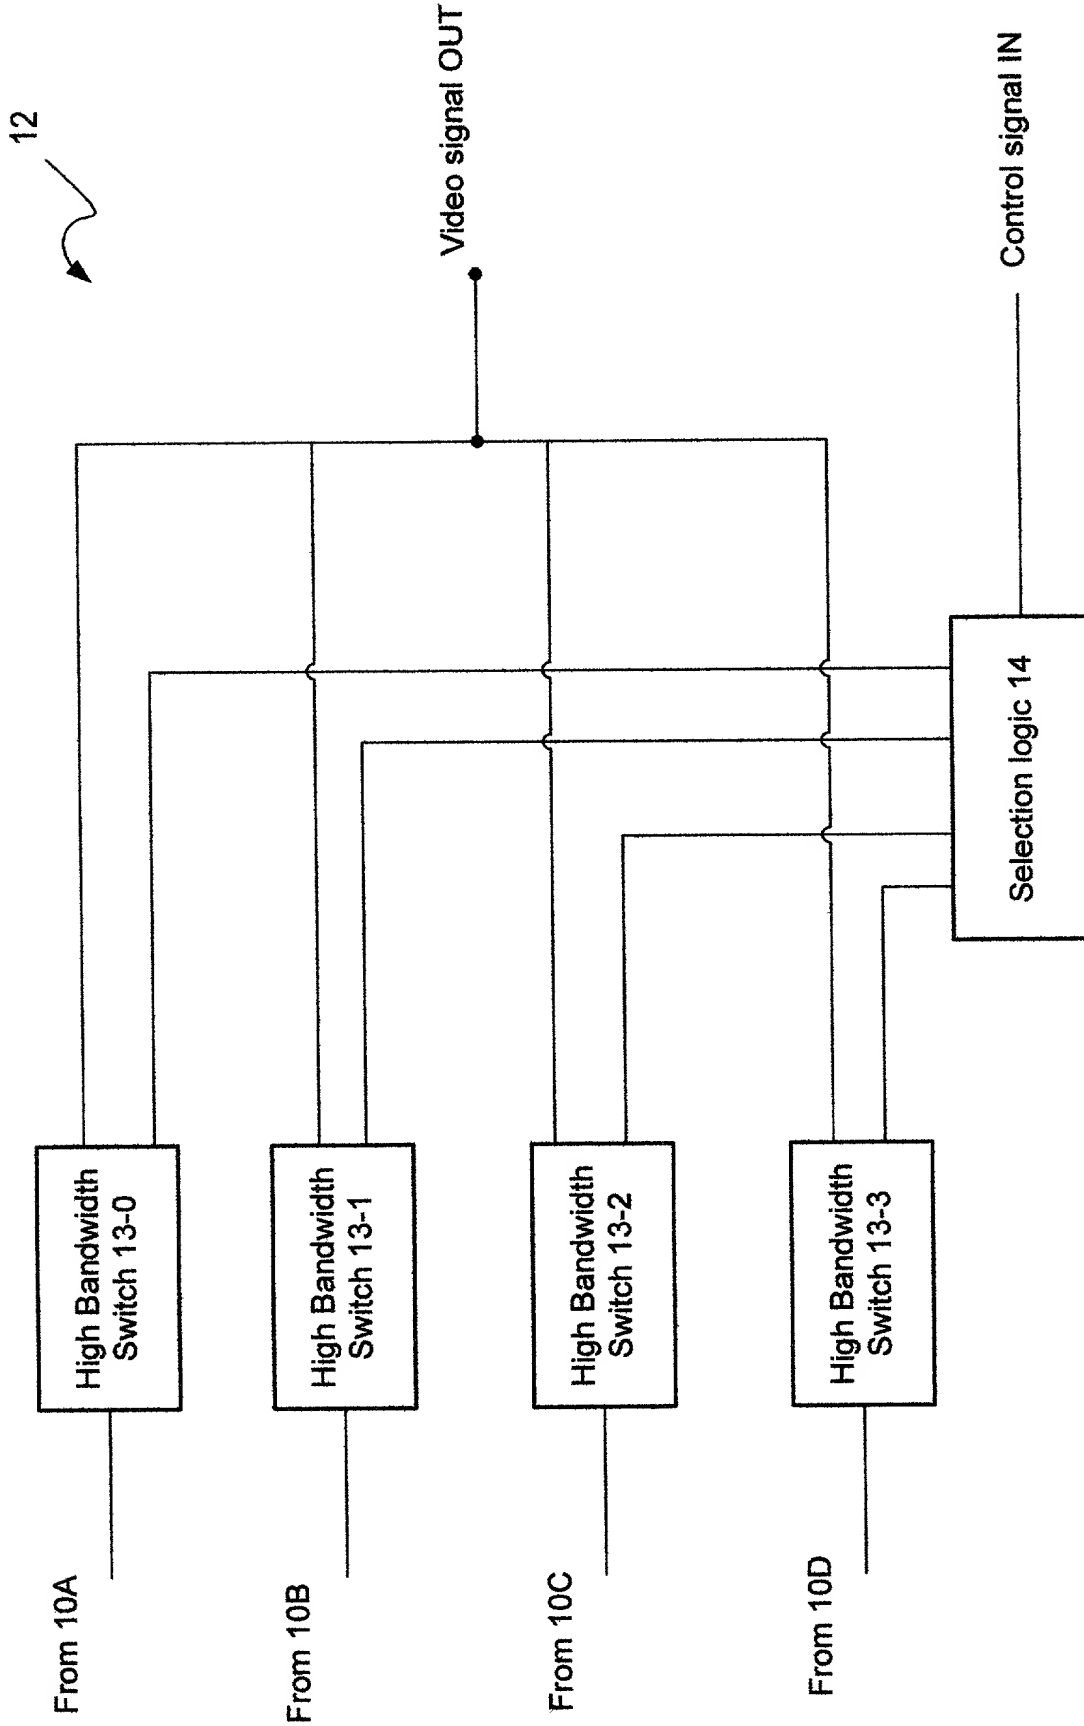 12
From 10A
High Bandwidth
Switch 13-0
From 10B
High Bandwidth
Switch 13-1
Video signal OUT
From 10C
High Bandwidth
Switch 13-2
From 10D
High Bandwidth
Switch 13-3
Selection logic 14
Control signal IN